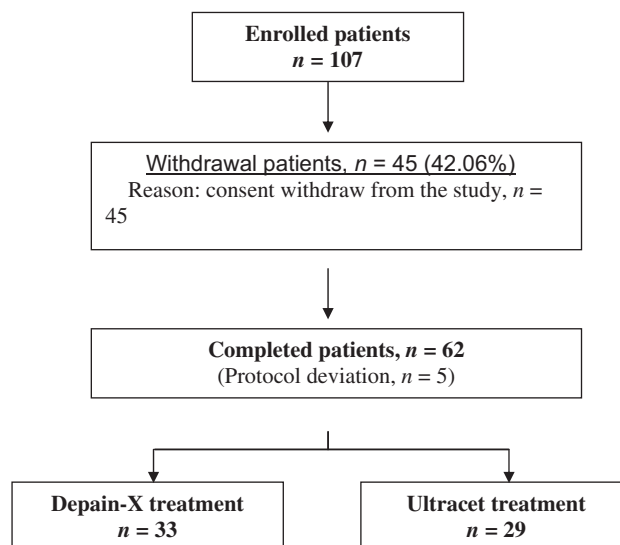 Enrolled patients
n = 107
Withdrawal patients, n = 45 (42.06%)
Reason: consent withdraw from the study, n =
45
Completed patients, n = 62
(Protocol deviation, n = 5)
Depain-X treatment
n = 33
Ultracet treatment
n = 29